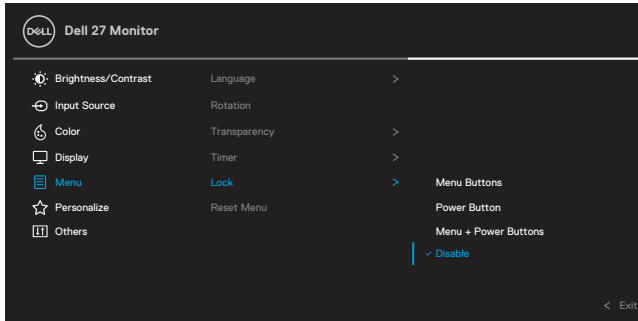 DELL Dell 27 Monitor
Brightness/Contrast Language >
Input Source Rotation
Color Transparency >
Display Timer >
Menu Lock > Menu Buttons
Personalize Reset Menu Power Button
Others Menu + Power Buttons
✓ Disable
< Exit